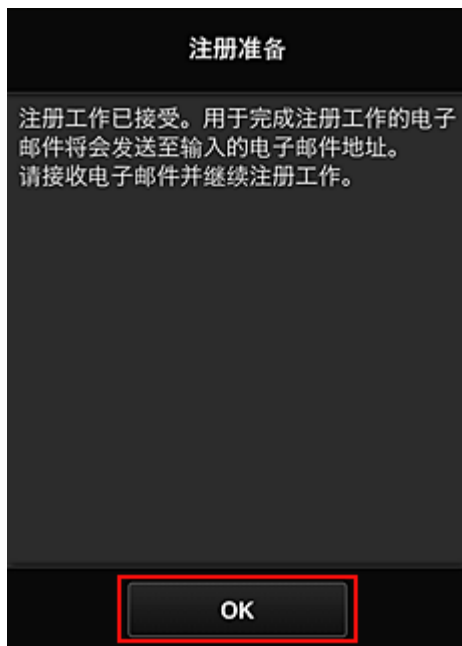 注册准备
注册工作已接受。用于完成注册工作的电子
邮件将会发送至输入的电子邮件地址。
请接收电子邮件并继续注册工作。
OK